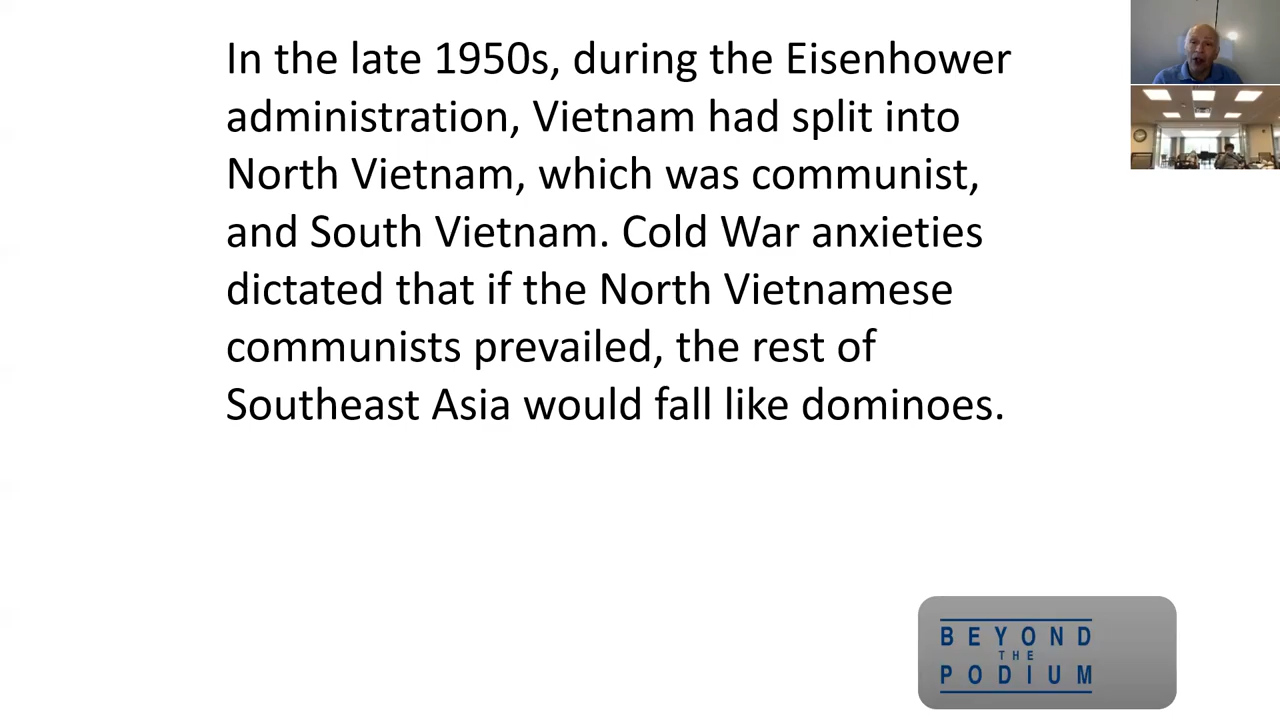 In the late 1950s, during the Eisenhower
administration, Vietnam had split into
North Vietnam, which was communist,
and South Vietnam. Cold War anxieties
dictated that if the North Vietnamese
communists prevailed, the rest of
Southeast Asia would fall like dominoes.
BEYOND
THE
PODIUM